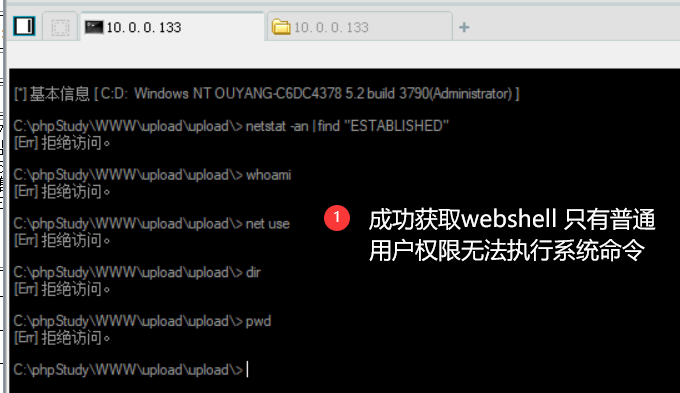 10. 0. 0. 133
10. 0. 0. 133
[*] 基本信息 [ C:D: Windows NT OUYANG-C6DC4378 5.2 build 3790(Administrator) ]
C:\phpStudy\WWW\upload\upload\> netstat -an | find "ESTABLISHED"
[Err] 拒绝访问。
C:\phpStudy\WWW\upload\upload\> whoami
[Err] 拒绝访问。
C:\phpStudy\WWW\upload\upload\> net use
[Err] 拒绝访问。
C:\phpStudy\WWW\upload\upload\> dir
[Err] 拒绝访问。
C:\phpStudy\WWW\upload\upload\> pwd
[Err] 拒绝访问。
C:\phpStudy\WWW\upload\upload\>
1
成功获取webshell 只有普通
用户权限无法执行系统命令